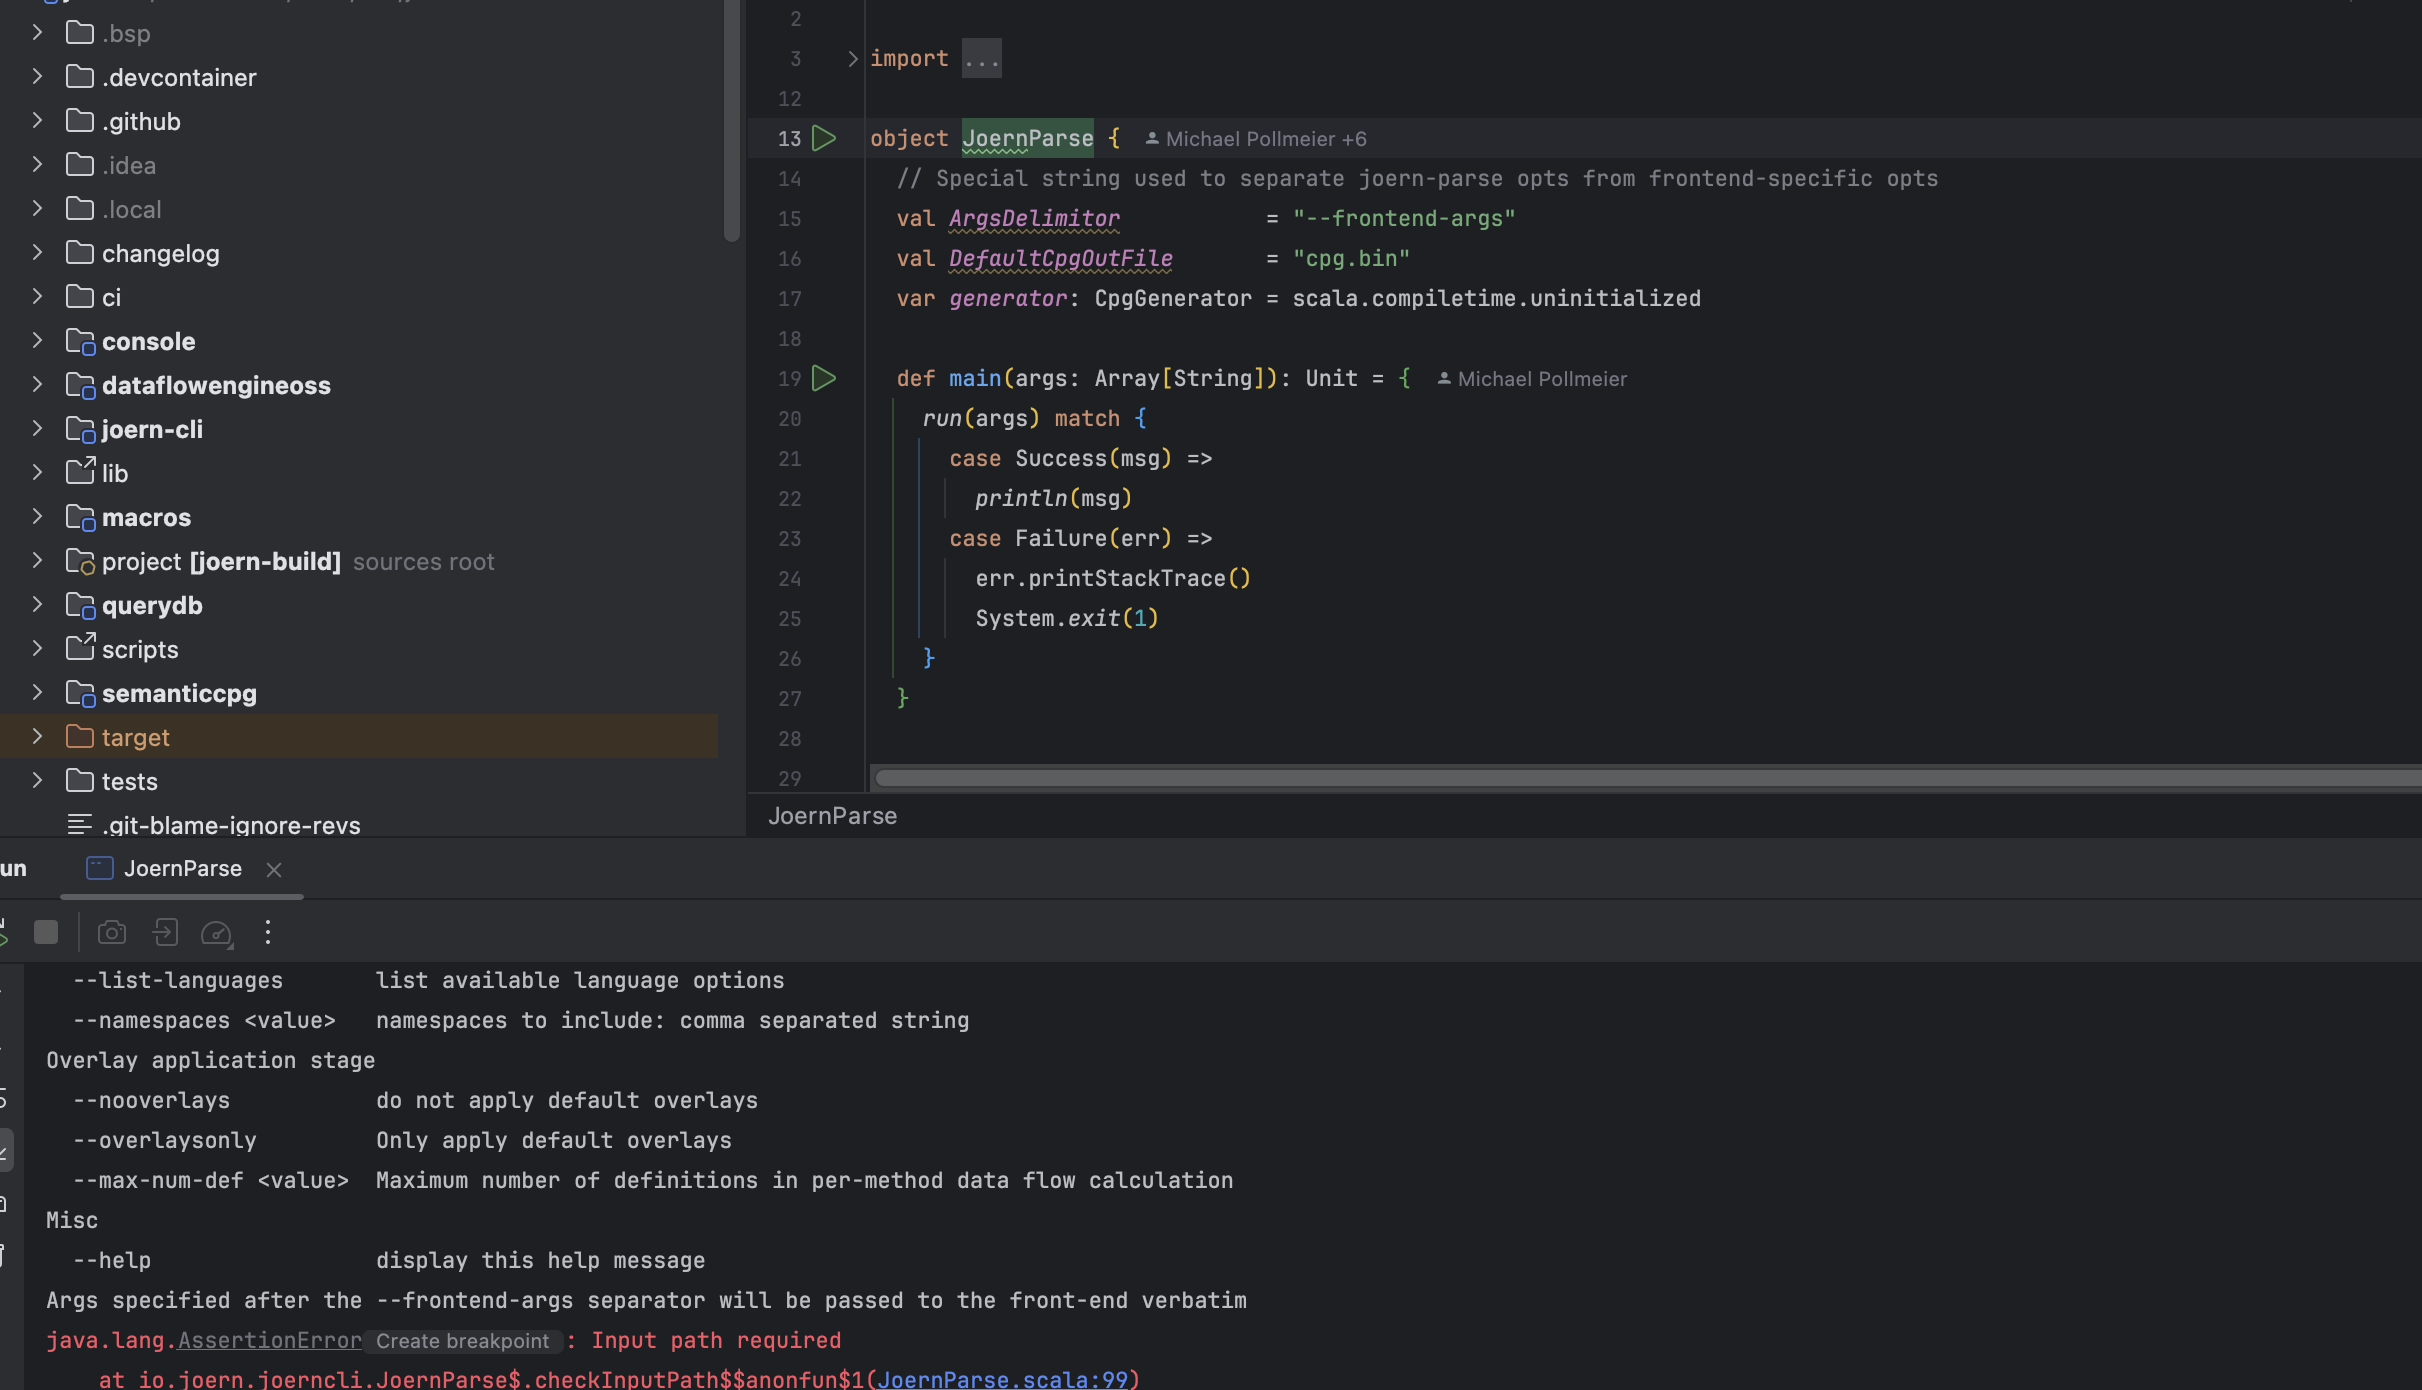 .bsp
.devcontainer
.github
.idea
.local
changelog
ci
console
dataflowengineoss
joern-cli
lib
macros
project [joern-build] sources root
querydb
scripts
semanticcpg
target
tests
.git-blame-ignore-revs
2
3 import ...
12
13 object JoernParse { Michael Pollmeier +6
14 // Special string used to separate joern-parse opts from frontend-specific opts
15 val ArgsDelimitor = "--frontend-args"
16 val DefaultCpgOutFile = "cpg.bin"
17 var generator: CpgGenerator = scala.compiletime.uninitialized
18
19 def main(args: Array[String]): Unit = { Michael Pollmeier
20 run(args) match {
21 case Success(msg) =>
22 println(msg)
23 case Failure(err) =>
24 err.printStackTrace()
25 System.exit(1)
26 }
27 }
28
29
JoernParse
un JoernParse
--list-languages list available language options
--namespaces <value> namespaces to include: comma separated string
Overlay application stage
--nooverlays do not apply default overlays
--overlaysonly Only apply default overlays
--max-num-def <value> Maximum number of definitions in per-method data flow calculation
Misc
--help display this help message
Args specified after the --frontend-args separator will be passed to the front-end verbatim
java.lang.AssertionError Create breakpoint : Input path required
at io.joern.joerncli.JoernParse$.checkInputPath$$anonfun$1(JoernParse.scala:99)